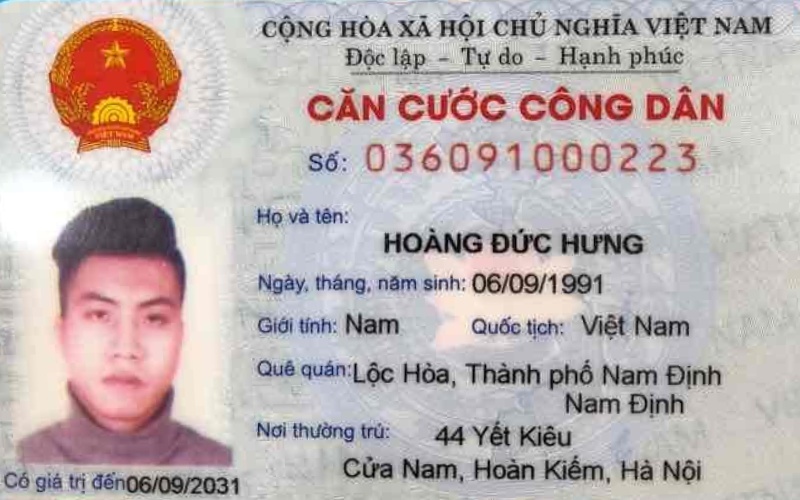 CỘNG HÒA XÃ HỘI CHỦ NGHĨA VIỆT NAM
Độc lập - Tự do - Hạnh phúc
CĂN CƯỚC CÔNG DÂN
Số: 036091000223
Họ và tên:
HOÀNG ĐỨC HƯNG
Ngày, tháng, năm sinh: 06/09/1991
Giới tính: Nam Quốc tịch: Việt Nam
Quê quán: Lộc Hòa, Thành phố Nam Định
Nam Định
Nơi thường trú: 44 Yết Kiêu
Cửa Nam, Hoàn Kiếm, Hà Nội
Có giá trị đến 06/09/2031
VIỆT NAM